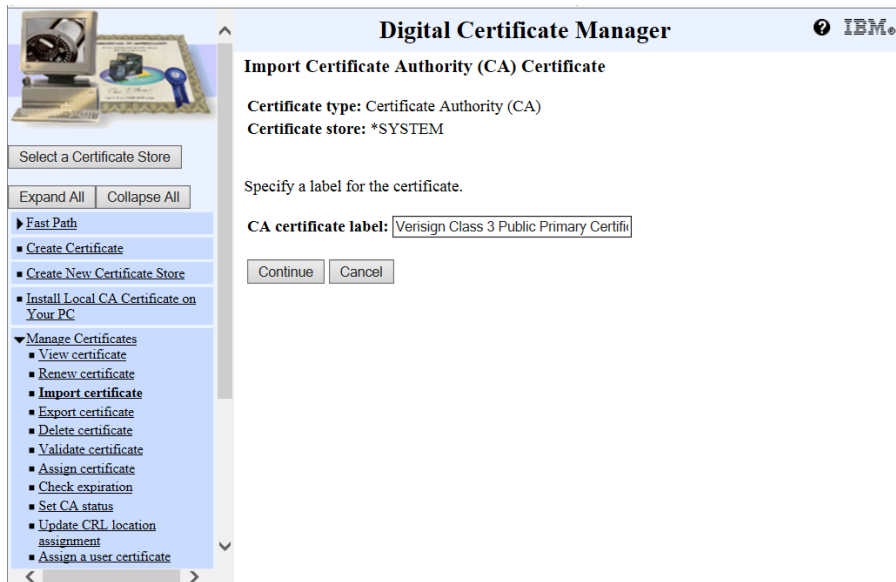 Digital Certificate Manager
IBM®
Import Certificate Authority (CA) Certificate
Certificate type: Certificate Authority (CA)
Certificate store: *SYSTEM
Select a Certificate Store
Expand All Collapse All
Fast Path
Create Certificate
Create New Certificate Store
Install Local CA Certificate on
Your PC
Manage Certificates
View certificate
Renew certificate
Import certificate
Export certificate
Delete certificate
Validate certificate
Assign certificate
Check expiration
Set CA status
Update CRL location
assignment
Assign a user certificate
Specify a label for the certificate.
CA certificate label: Verisign Class 3 Public Primary Certifi
Continue Cancel